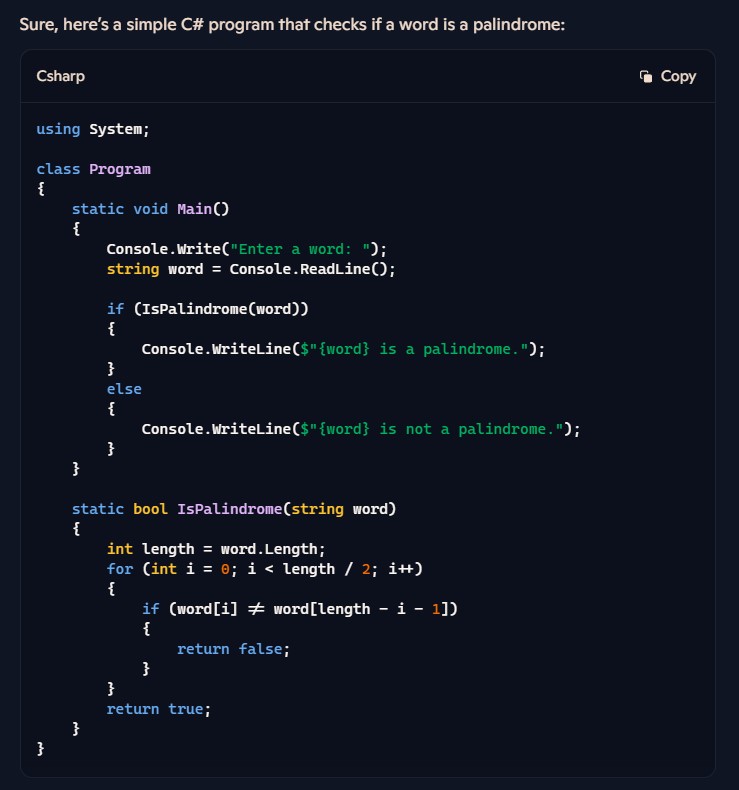 Sure, here’s a simple C# program that checks if a word is a palindrome:
Csharp
Copy
using System;
class Program
{
    static void Main()
    {
        Console.Write("Enter a word: ");
        string word = Console.ReadLine();
        if (IsPalindrome(word))
        {
            Console.WriteLine($"{word} is a palindrome.");
        }
        else
        {
            Console.WriteLine($"{word} is not a palindrome.");
        }
    }
    static bool IsPalindrome(string word)
    {
        int length = word.Length;
        for (int i = 0; i < length / 2; i++)
        {
            if (word[i] != word[length - i - 1])
            {
                return false;
            }
        }
        return true;
    }
}